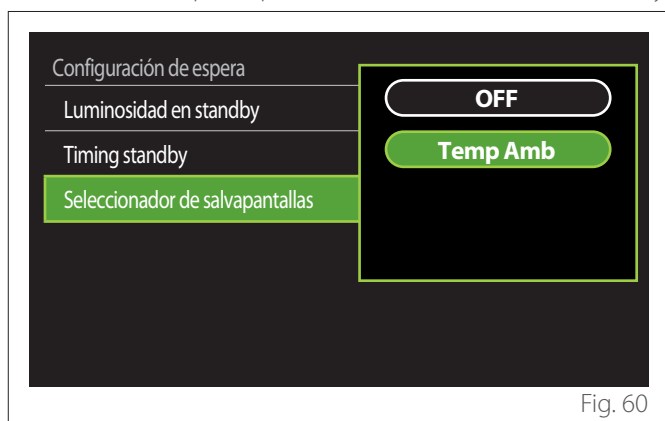 Configuración de espera
Luminosidad en standby
Timing standby
Seleccionador de salvapantallas
OFF
Temp Amb
Fig. 60